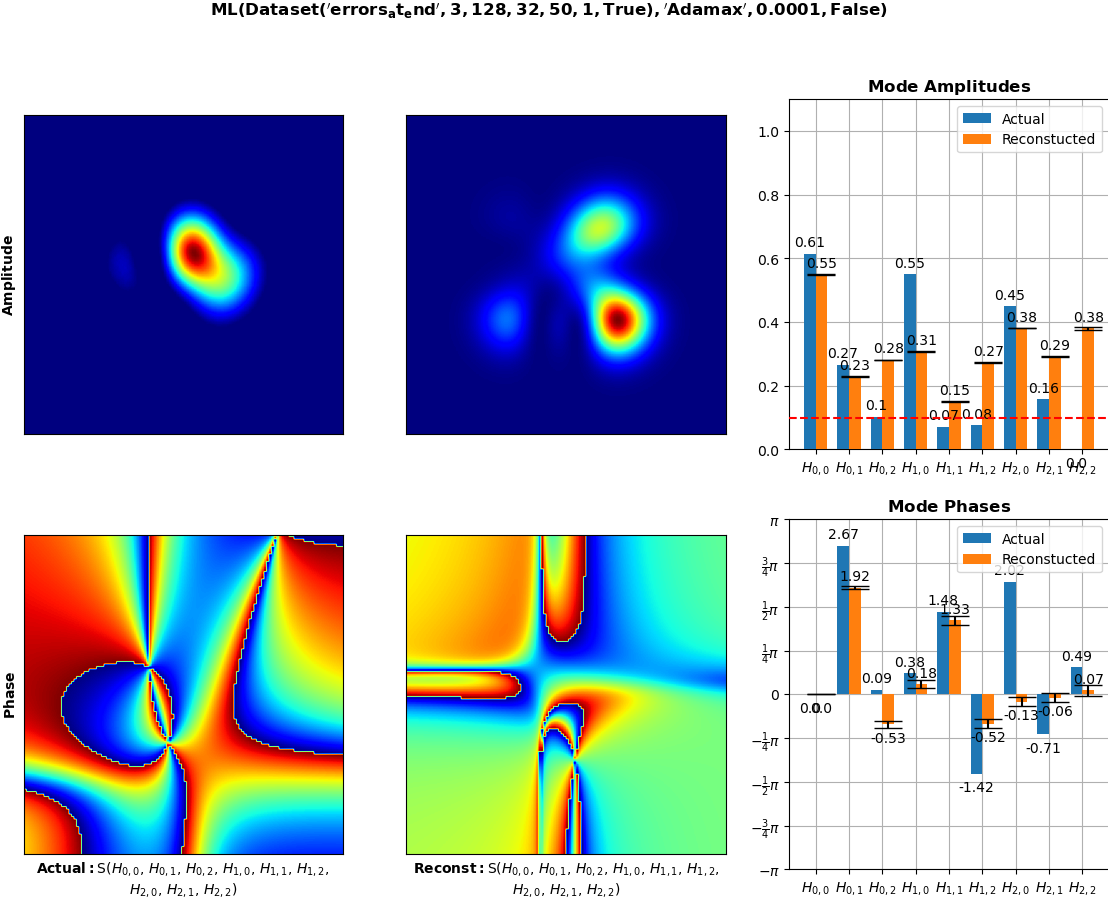 ML(Dataset('errors_at_end', 3, 128, 32, 50, 1, True), 'Adamax', 0.0001, False)
Amplitude
Mode Amplitudes
Actual
Reconstucted
1.0
0.8
0.6
0.4
0.2
0.0
0.61
0.55
0.27
0.23
0.1
0.28
0.55
0.31
0.07
0.15
0.08
0.27
0.45
0.38
0.16
0.29
0.0
0.38
H0,0 H0,1 H0,2 H1,0 H1,1 H1,2 H2,0 H2,1 H2,2
Phase
Actual: S(H0,0, H0,1, H0,2, H1,0, H1,1, H1,2,
H2,0, H2,1, H2,2)
Reconst: S(H0,0, H0,1, H0,2, H1,0, H1,1, H1,2,
H2,0, H2,1, H2,2)
Mode Phases
Actual
Reconstucted
π
3/4π
1/2π
1/4π
0
−1/4π
−1/2π
−3/4π
−π
0.0
0.0
2.67
1.92
0.09
-0.53
0.38
0.18
1.48
1.33
-1.42
-0.52
2.02
-0.13
-0.71
-0.06
0.49
0.07
H0,0 H0,1 H0,2 H1,0 H1,1 H1,2 H2,0 H2,1 H2,2